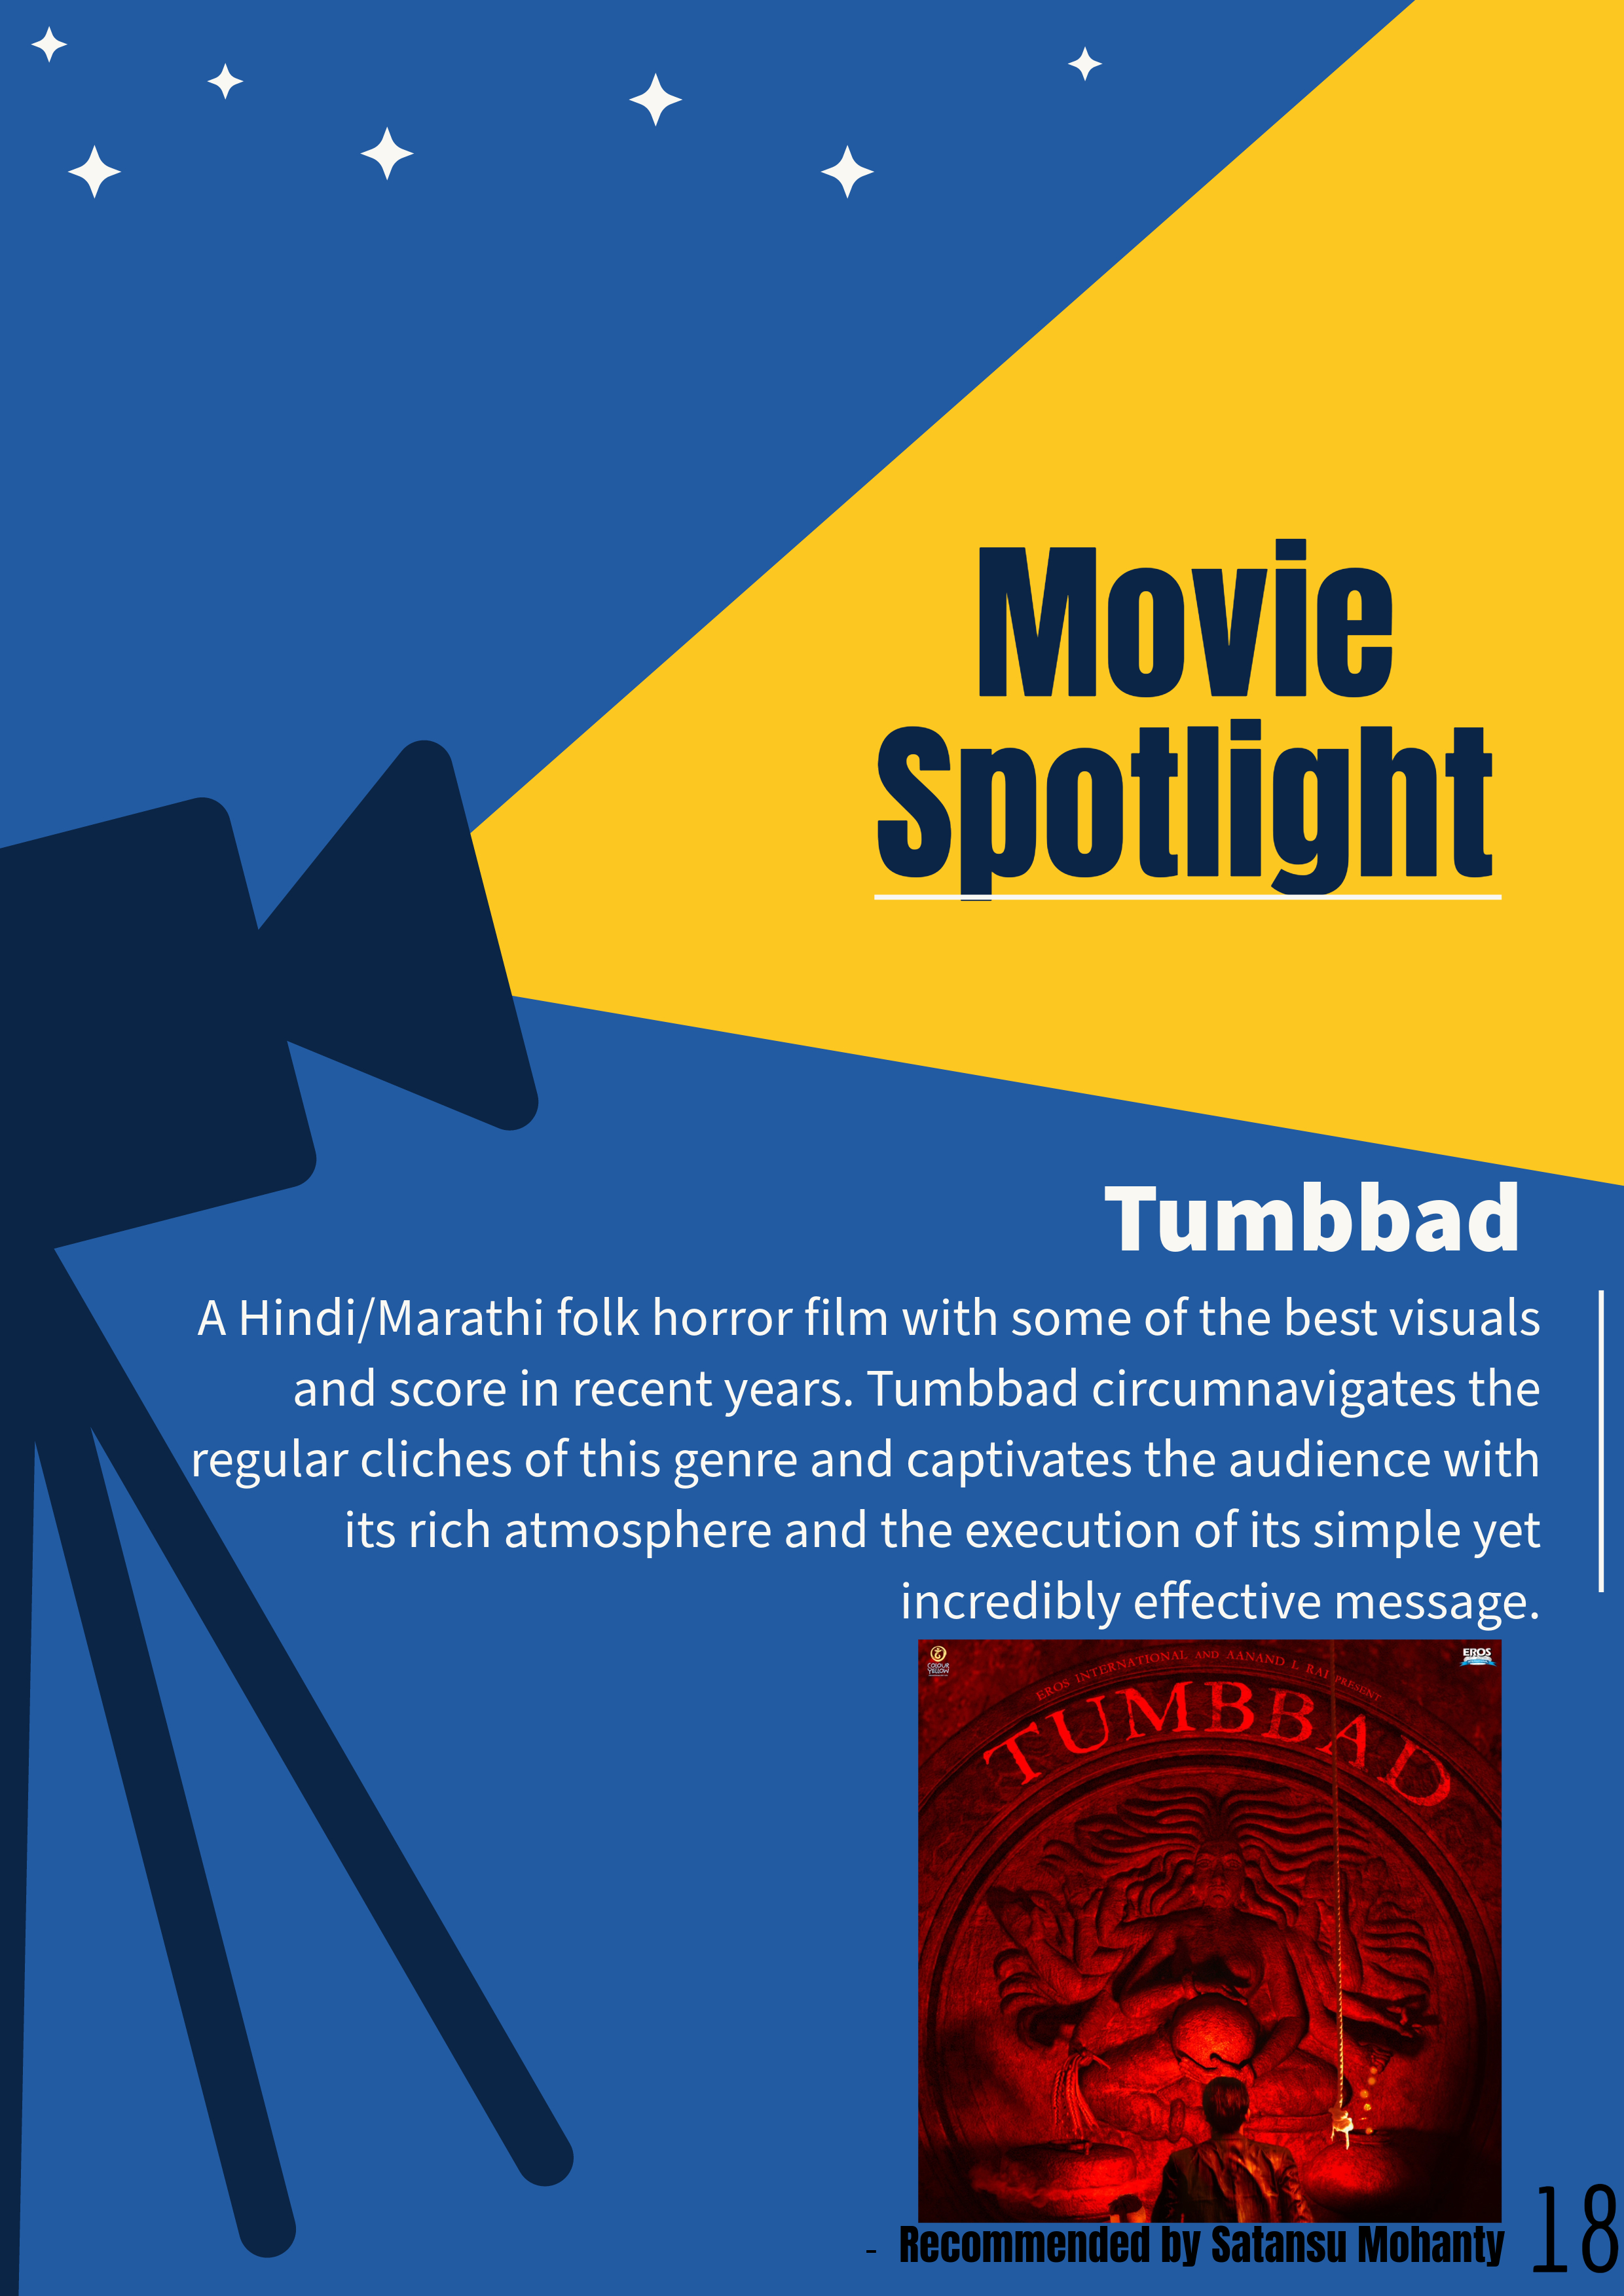 Movie
Spotlight
Tumbbad
A Hindi/Marathi folk horror film with some of the best visuals
and score in recent years. Tumbbad circumnavigates the
regular cliches of this genre and captivates the audience with
its rich atmosphere and the execution of its simple yet
incredibly effective message.
COLOUR
YELLOW
EROS
EROS INTERNATIONAL AND AANAND L RAI PRESENT
TUMBBAD
- Recommended by Satansu Mohanty
18